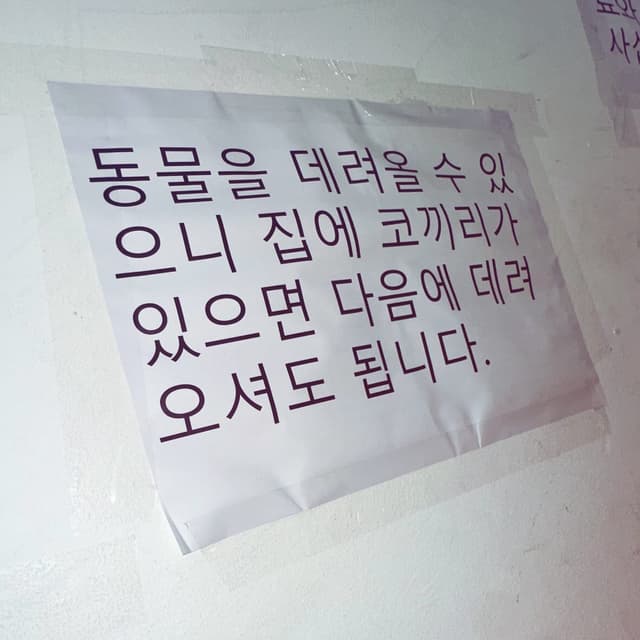 동물을 데려올 수 있
으니 집에 코끼리가
있으면 다음에 데려
오셔도 됩니다.